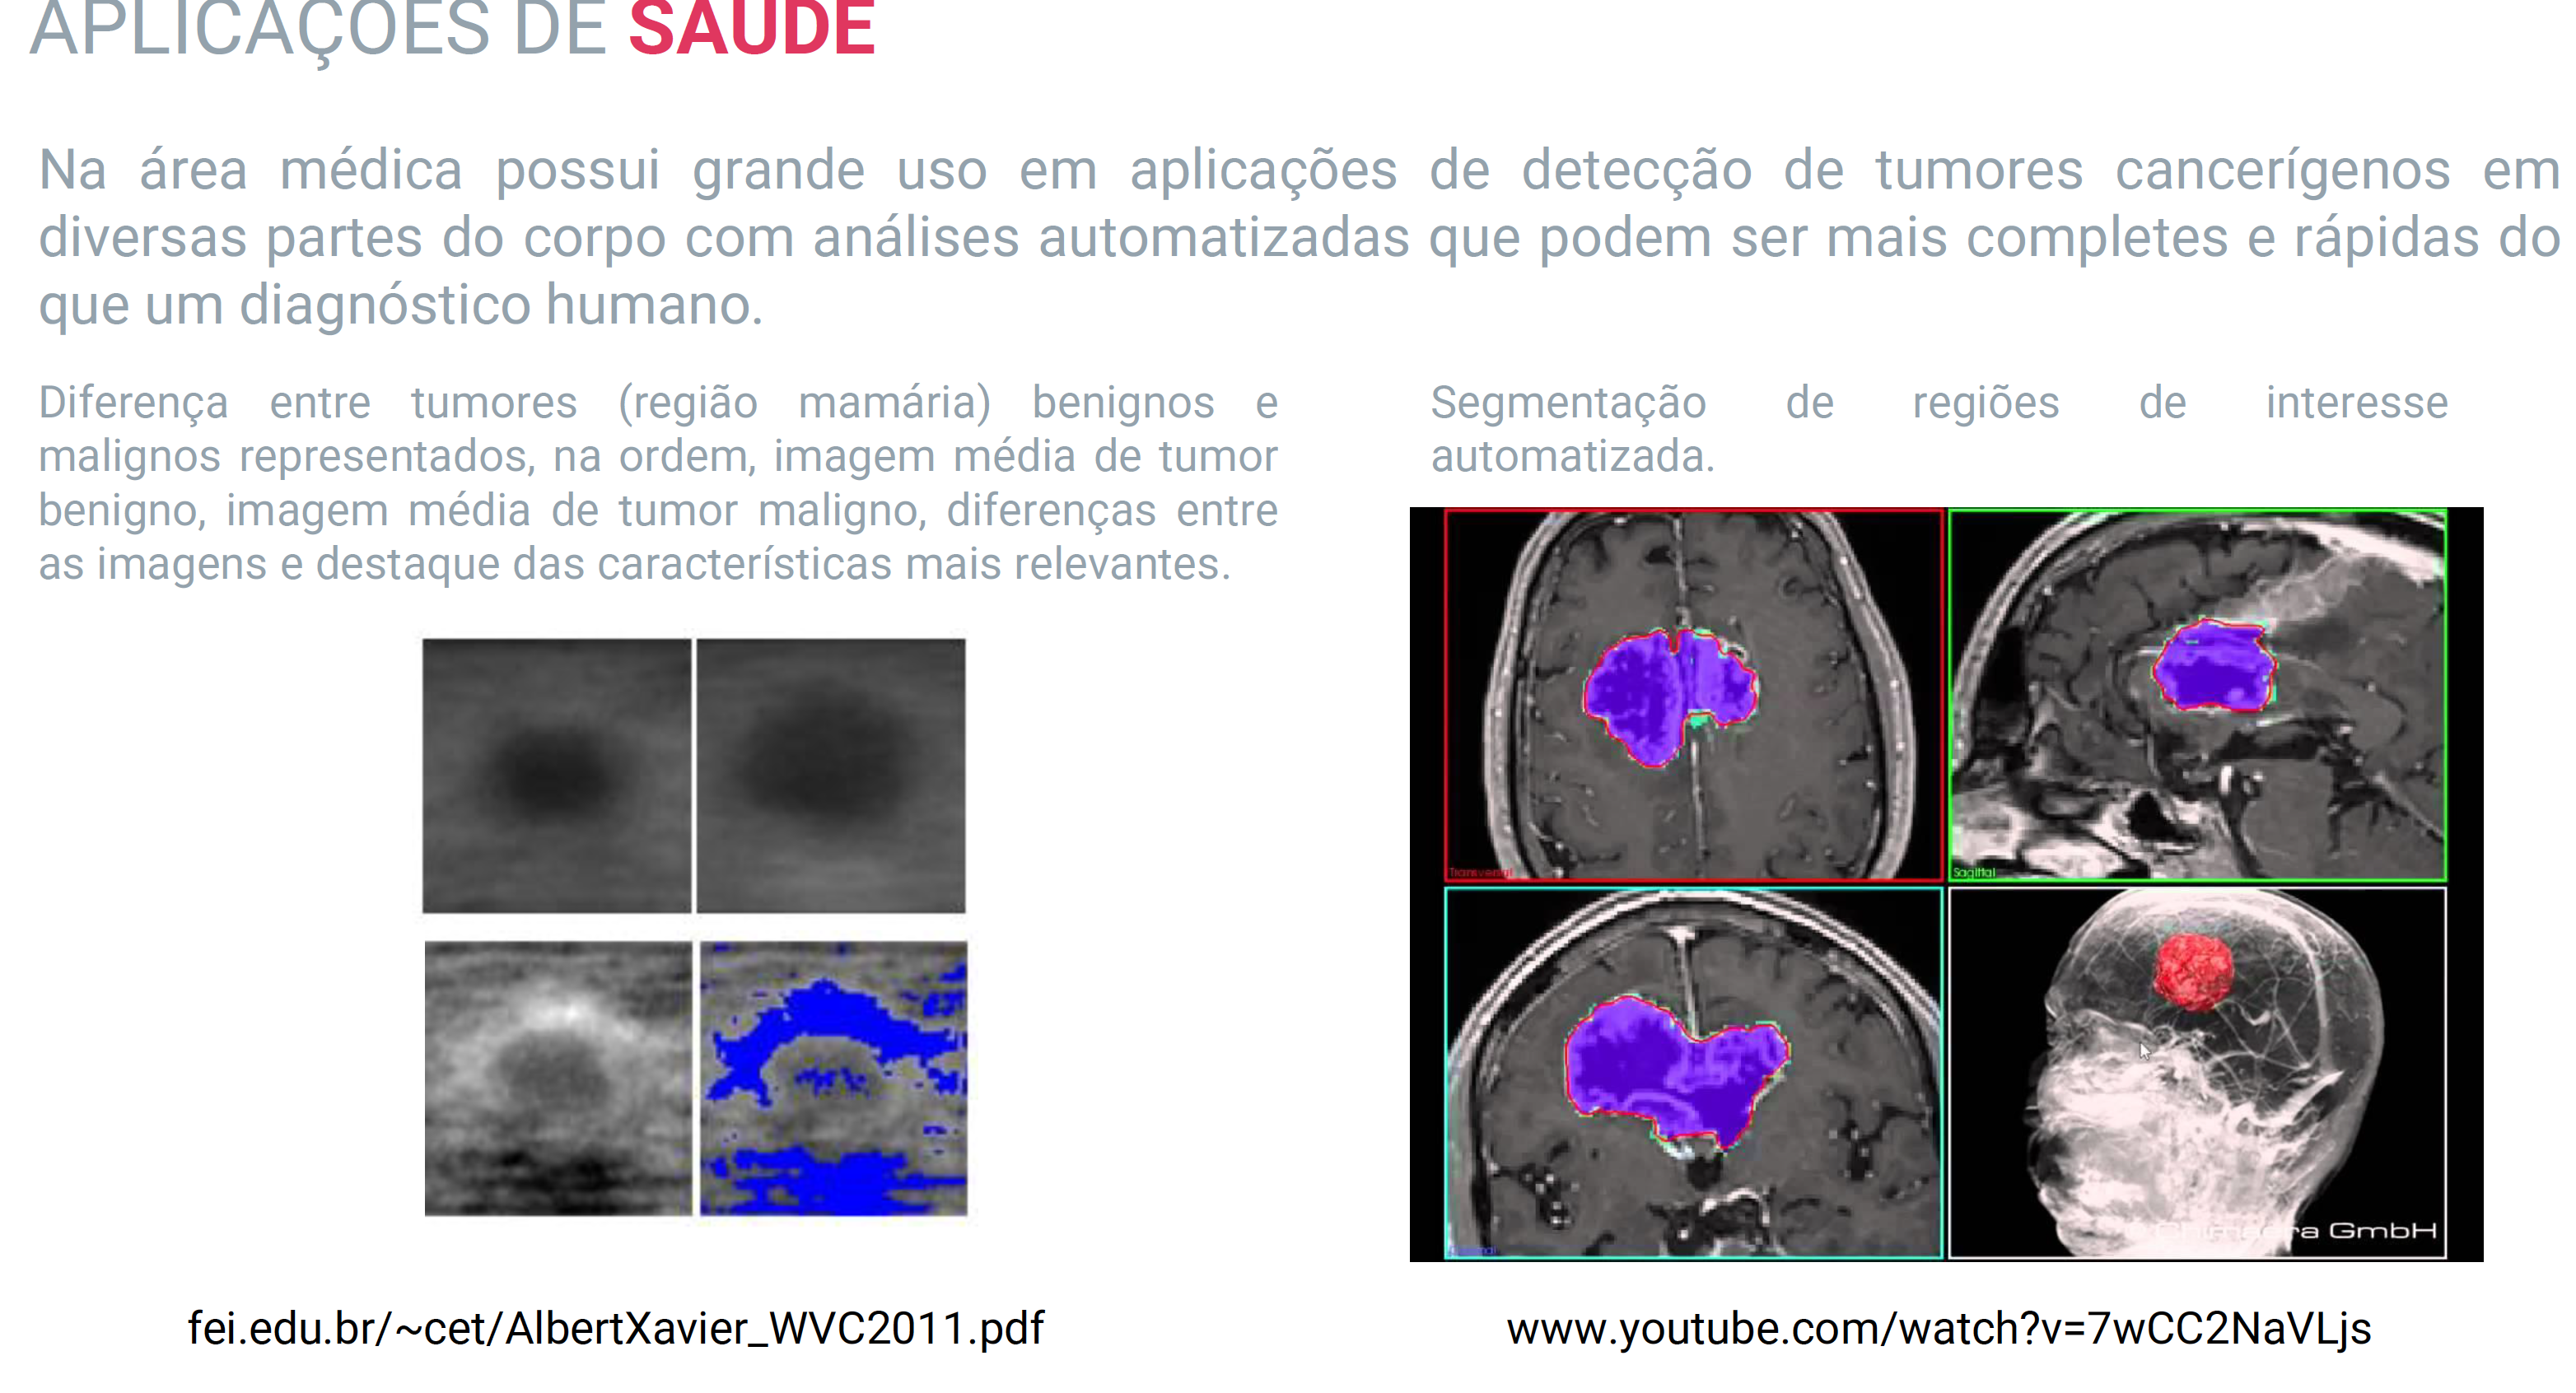 APLICAÇÕES DE SAÚDE
Na área médica possui grande uso em aplicações de detecção de tumores cancerígenos em
diversas partes do corpo com análises automatizadas que podem ser mais completes e rápidas do
que um diagnóstico humano.
Diferença entre tumores (região mamária) benignos e
malignos representados, na ordem, imagem média de tumor
benigno, imagem média de tumor maligno, diferenças entre
as imagens e destaque das características mais relevantes.
Segmentação de regiões de interesse
automatizada.
Transversal
Sagittal
GmbH
fei.edu.br/~cet/AlbertXavier_WVC2011.pdf
www.youtube.com/watch?v=7wCC2NaVLjs